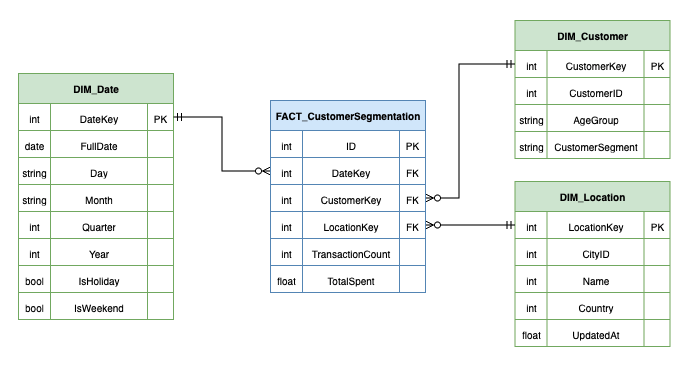 DIM_Date
int DateKey PK
date FullDate
string Day
string Month
int Quarter
int Year
bool IsHoliday
bool IsWeekend
FACT_CustomerSegmentation
int ID PK
int DateKey FK
int CustomerKey FK
int LocationKey FK
int TransactionCount
float TotalSpent
DIM_Customer
int CustomerKey PK
int CustomerID
string AgeGroup
string CustomerSegment
DIM_Location
int LocationKey PK
int CityID
int Name
int Country
float UpdatedAt